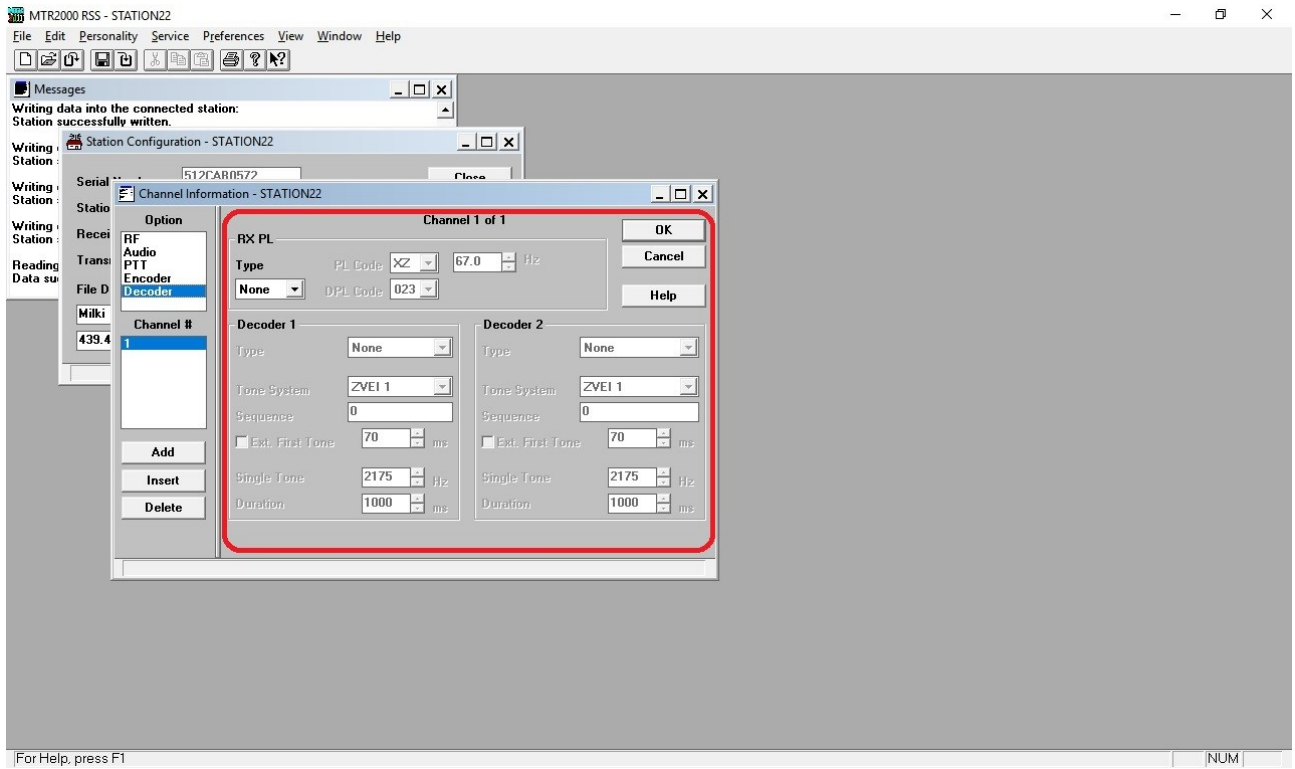 MTR2000 RSS - STATION22
File Edit Personality Service Preferences View Window Help
Messages
Writing data into the connected station:
Station successfully written.
Writing
Station
Writing
Station
Writing
Station
Reading
Data su
Station Configuration - STATION22
Serial
512CAB0572
Close
Statio
Recei
Trans
File D
Milki
439.4
Channel Information - STATION22
Option
RF
Audio
PTT
Encoder
Decoder
Channel #
1
Add
Insert
Delete
Channel 1 of 1
RX PL
Type PL Code XZ 67.0 Hz
None DPL Code 023
OK
Cancel
Help
Decoder 1
Type None
Tone System ZVEI 1
Sequence 0
Ext. First Tone 70 ms
Single Tone 2175 Hz
Duration 1000 ms
Decoder 2
Type None
Tone System ZVEI 1
Sequence 0
Ext. First Tone 70 ms
Single Tone 2175 Hz
Duration 1000 ms
For Help, press F1
NUM